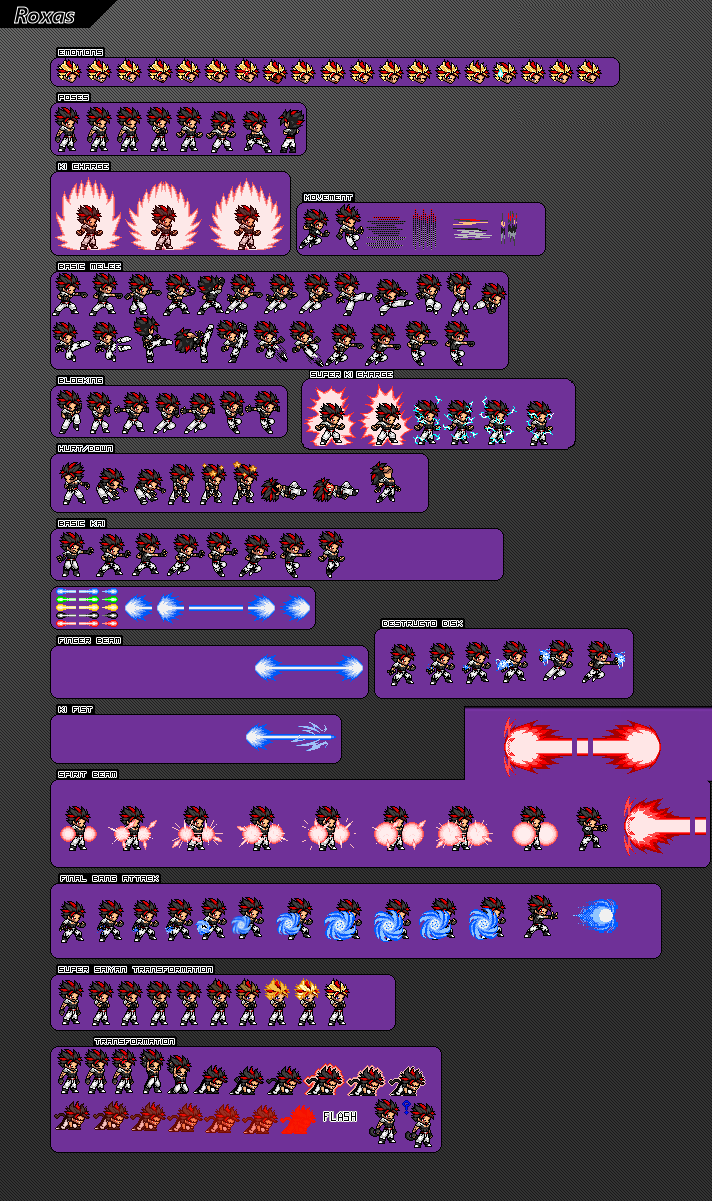 Roxas
EMOTIONS
POSES
KI CHARGE
MOVEMENT
BASIC MELEE
SUPER KI CHARGE
BLOCKING
HURT/DOWN
BASIC KAI
DESTRUCTO DISK
FINGER BEAM
KI FIST
SPIRIT BEAM
FINAL BANG ATTACK
SUPER SAIYAN TRANSFORMATION
TRANSFORMATION
FLASH